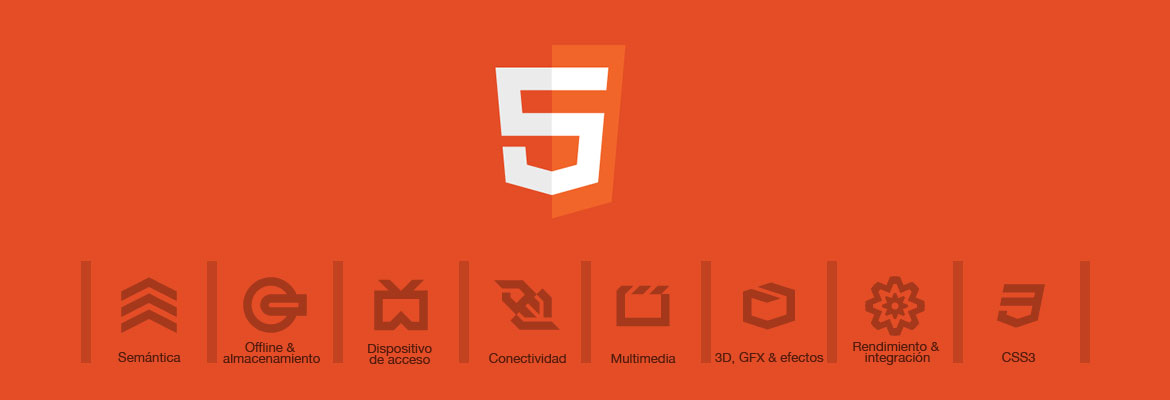 5
Semántica
Offline &
almacenamiento
Dispositivo
de acceso
Conectividad
Multimedia
3D, GFX & efectos
Rendimiento &
integración
CSS3